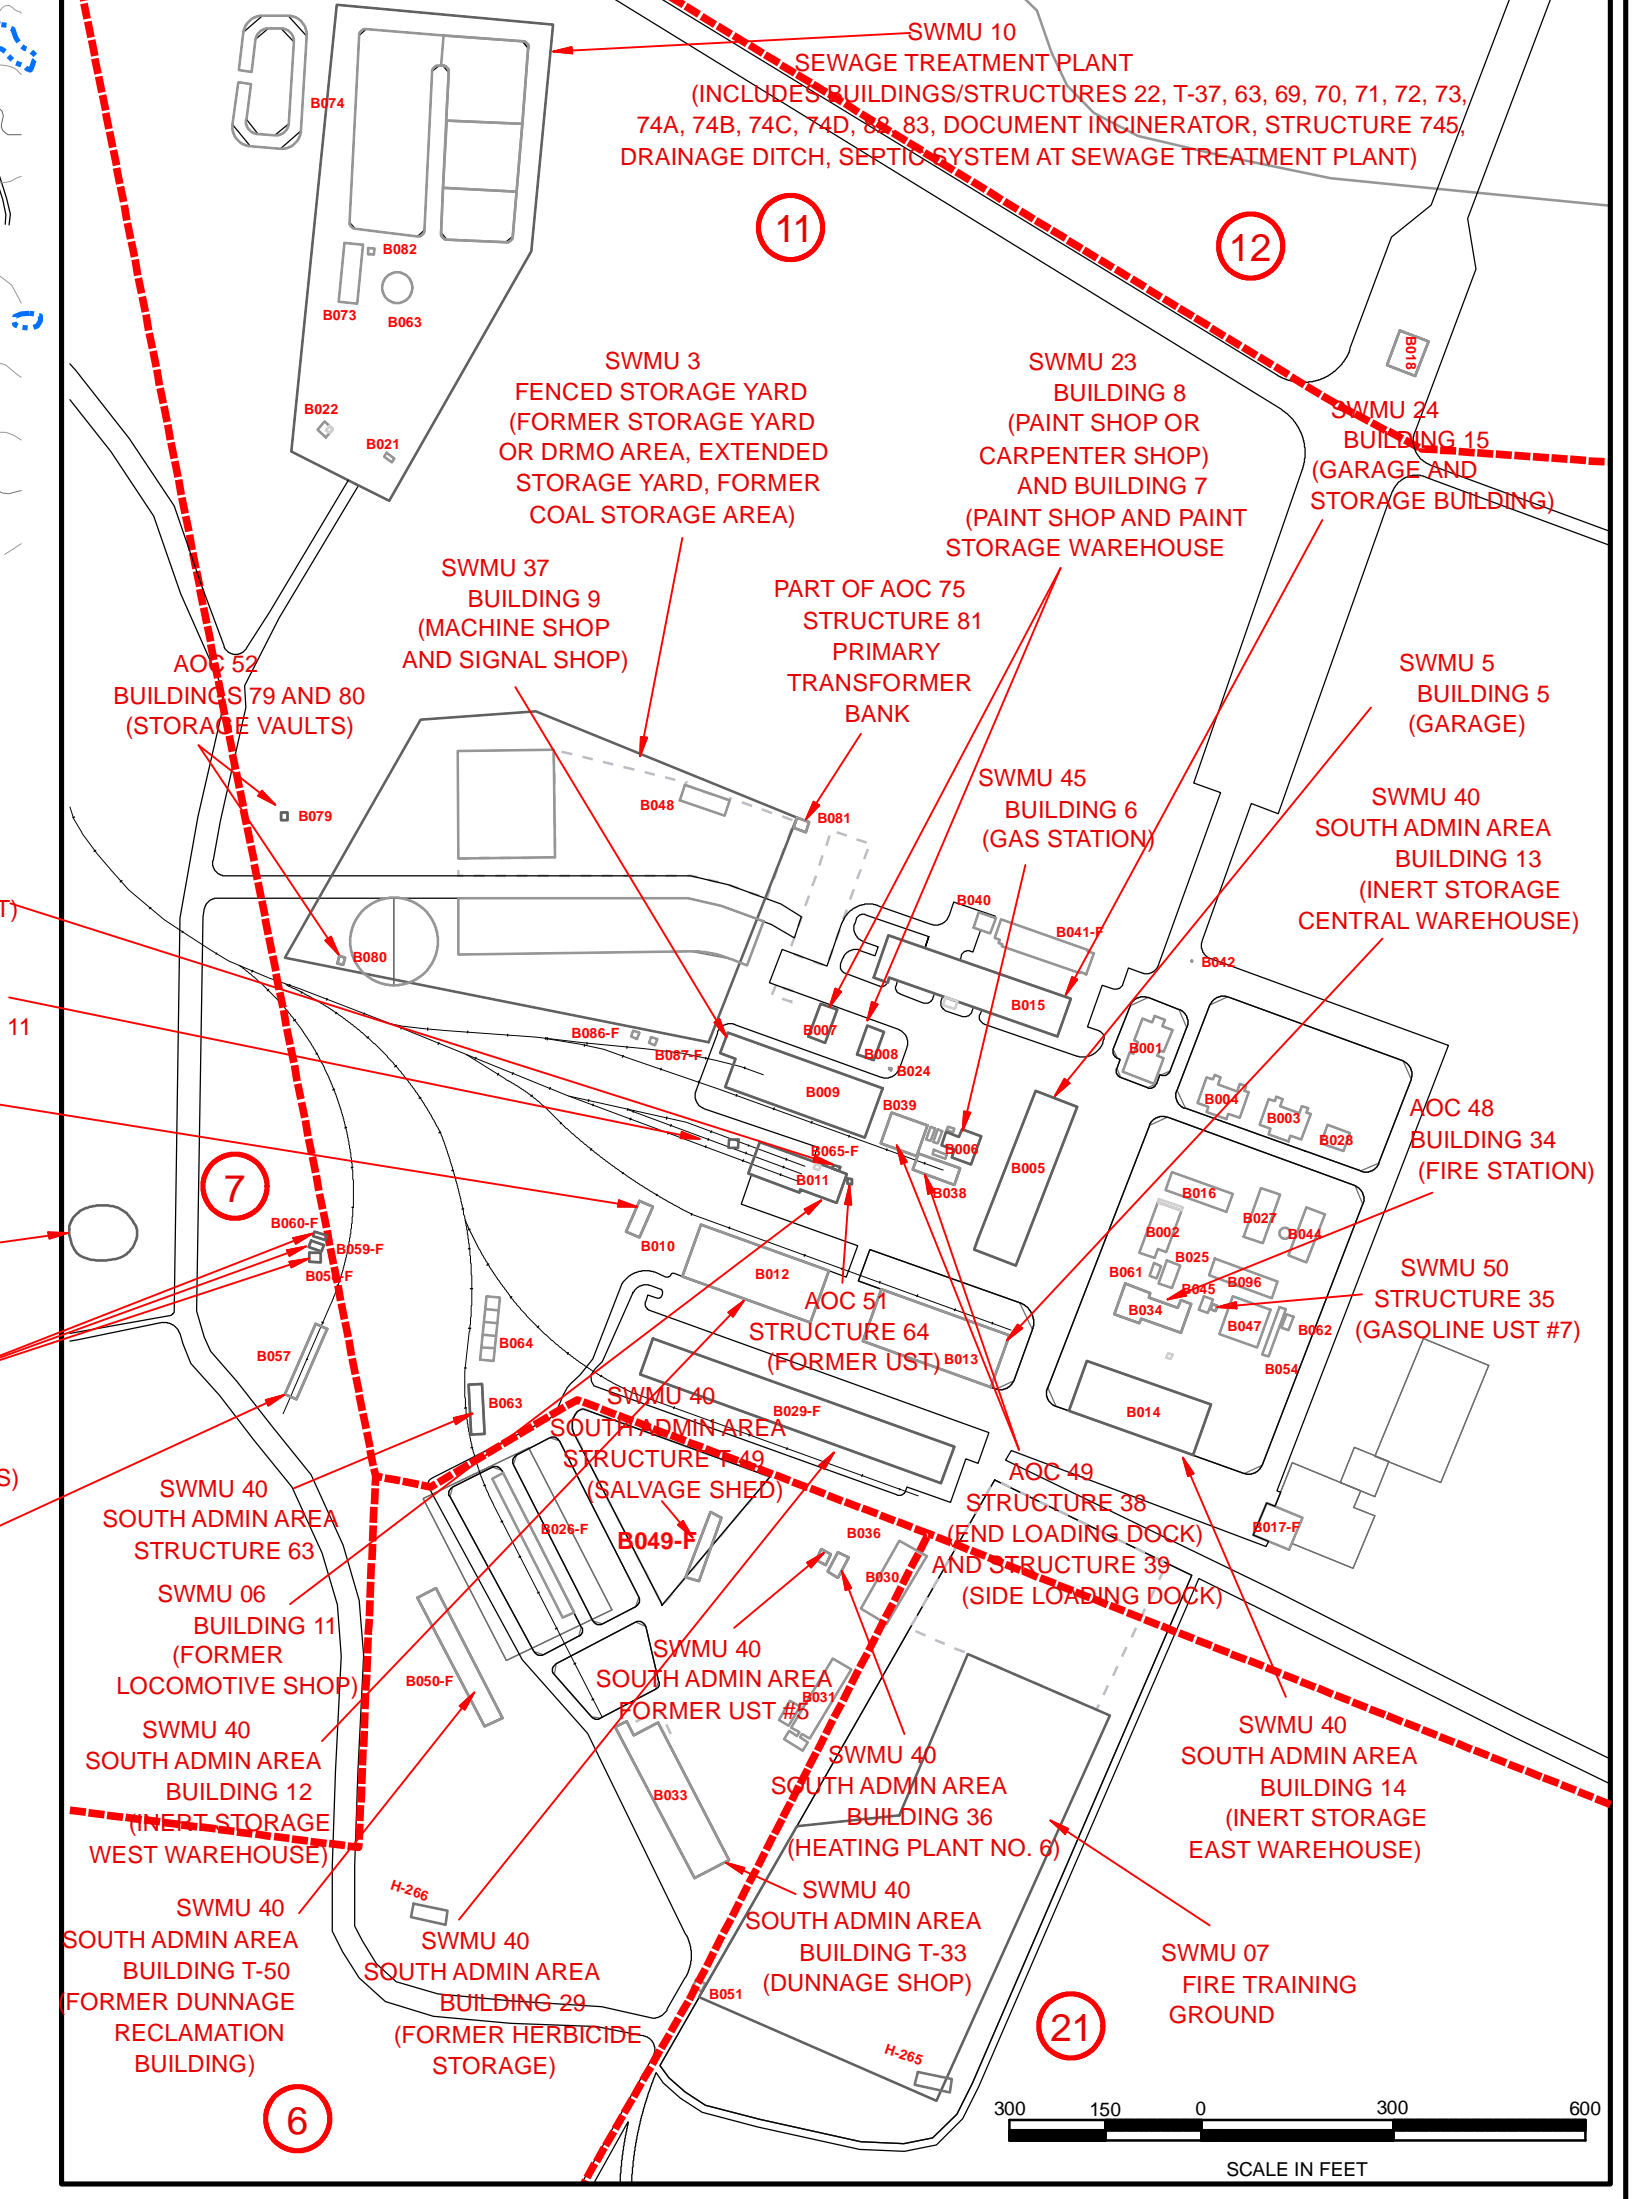 SWMU 10
SEWAGE TREATMENT PLANT
(INCLUDES BUILDINGS/STRUCTURES 22, T-37, 63, 69, 70, 71, 72, 73,
74A, 74B, 74C, 74D, 82, 83, DOCUMENT INCINERATOR, STRUCTURE 745,
DRAINAGE DITCH, SEPTIC SYSTEM AT SEWAGE TREATMENT PLANT)
B074
11
12
B082
B073
B063
B018
SWMU 3
FENCED STORAGE YARD
(FORMER STORAGE YARD
OR DRMO AREA, EXTENDED
STORAGE YARD, FORMER
COAL STORAGE AREA)
SWMU 23
BUILDING 8
(PAINT SHOP OR
CARPENTER SHOP)
AND BUILDING 7
(PAINT SHOP AND PAINT
STORAGE WAREHOUSE
SWMU 24
BUILDING 15
(GARAGE AND
STORAGE BUILDING)
B022
B021
SWMU 37
BUILDING 9
(MACHINE SHOP
AND SIGNAL SHOP)
PART OF AOC 75
STRUCTURE 81
PRIMARY
TRANSFORMER
BANK
AOC 52
BUILDINGS 79 AND 80
(STORAGE VAULTS)
SWMU 5
BUILDING 5
(GARAGE)
SWMU 45
BUILDING 6
(GAS STATION)
SWMU 40
SOUTH ADMIN AREA
BUILDING 13
(INERT STORAGE
CENTRAL WAREHOUSE)
B079
B048
B081
T)
B040
B041-F
B080
B042
B015
11
B086-F
B087-F
B007
B008
B024
B001
B009
B039
B004
B003
B028
AOC 48
BUILDING 34
(FIRE STATION)
B065-F
B006
B011
B038
B005
7
B016
B002
B027
B044
B060-F
B059-F
B010
B012
B025
B061
B045
B096
B034
B047
B062
B054
SWMU 50
STRUCTURE 35
(GASOLINE UST #7)
AOC 51
STRUCTURE 64
(FORMER UST)
B013
B057
B064
B063
B029-F
B014
SWMU 40
SOUTH ADMIN AREA
STRUCTURE T-49
(SALVAGE SHED)
S)
SWMU 40
SOUTH ADMIN AREA
STRUCTURE 63
AOC 49
STRUCTURE 38
(END LOADING DOCK)
AND STRUCTURE 39
(SIDE LOADING DOCK)
B026-F
B049-F
B036
B030
B017-F
SWMU 06
BUILDING 11
(FORMER
LOCOMOTIVE SHOP)
B050-F
SWMU 40
SOUTH ADMIN AREA
FORMER UST #5
B031
SWMU 40
SOUTH ADMIN AREA
BUILDING 12
(INERT STORAGE
WEST WAREHOUSE)
B033
SWMU 40
SOUTH ADMIN AREA
BUILDING 36
(HEATING PLANT NO. 6)
SWMU 40
SOUTH ADMIN AREA
BUILDING 14
(INERT STORAGE
EAST WAREHOUSE)
H-266
SWMU 40
SOUTH ADMIN AREA
BUILDING T-50
(FORMER DUNNAGE
RECLAMATION
BUILDING)
SWMU 40
SOUTH ADMIN AREA
BUILDING 29
(FORMER HERBICIDE
STORAGE)
SWMU 40
SOUTH ADMIN AREA
BUILDING T-33
(DUNNAGE SHOP)
SWMU 07
FIRE TRAINING
GROUND
B051
21
H-265
6
300 150 0 300 600
SCALE IN FEET